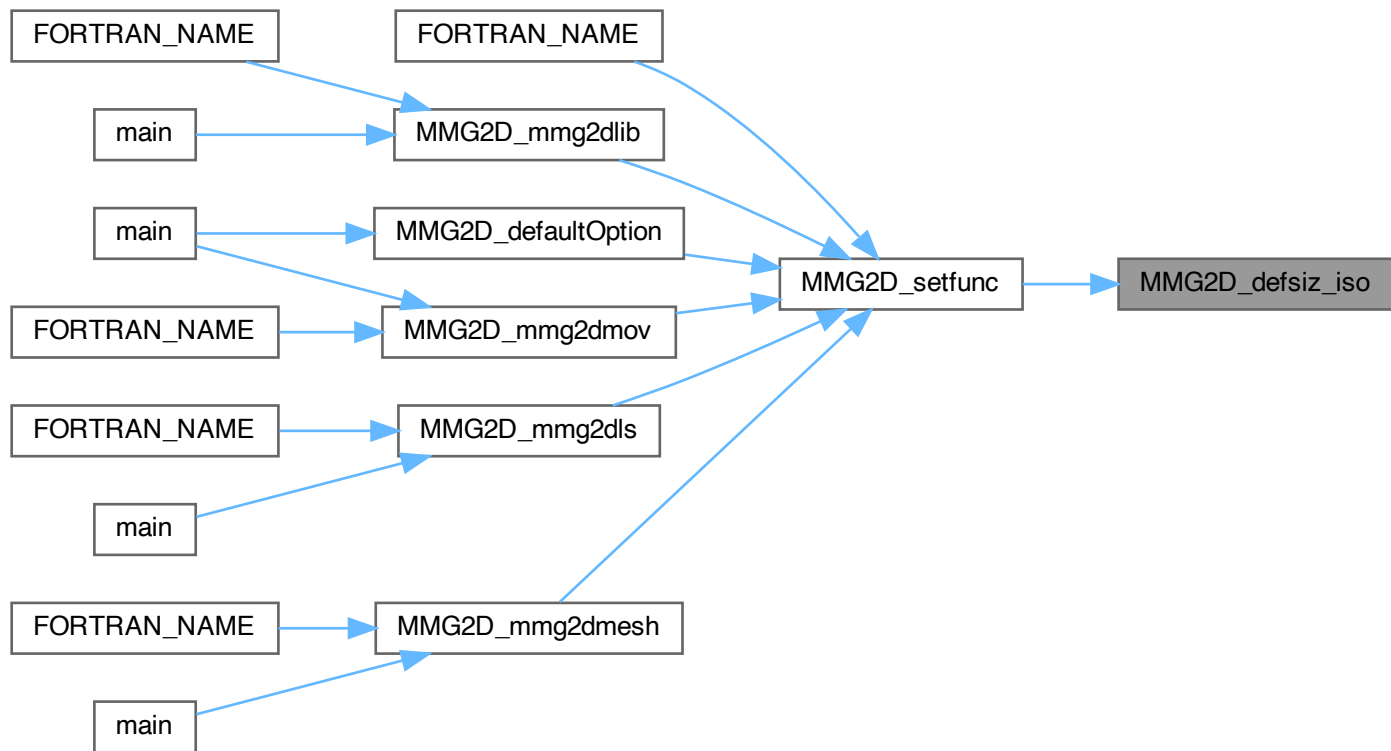 FORTRAN_NAME
FORTRAN_NAME
main
MMG2D_mmg2dlib
main
MMG2D_defaultOption
MMG2D_setfunc
MMG2D_defsiz_iso
FORTRAN_NAME
MMG2D_mmg2dmov
FORTRAN_NAME
MMG2D_mmg2dls
main
FORTRAN_NAME
MMG2D_mmg2dmesh
main